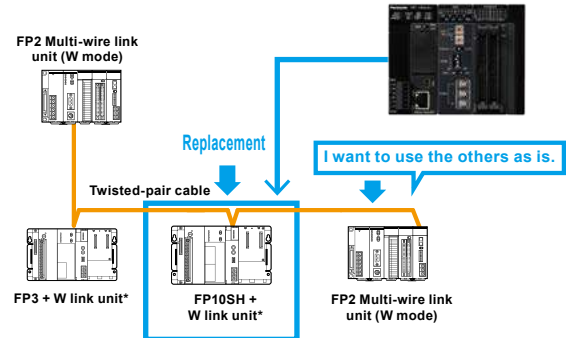 FP2 Multi-wire link
unit (W mode)
Replacement
I want to use the others as is.
Twisted-pair cable
FP3 + W link unit*
FP10SH +
W link unit*
FP2 Multi-wire link
unit (W mode)